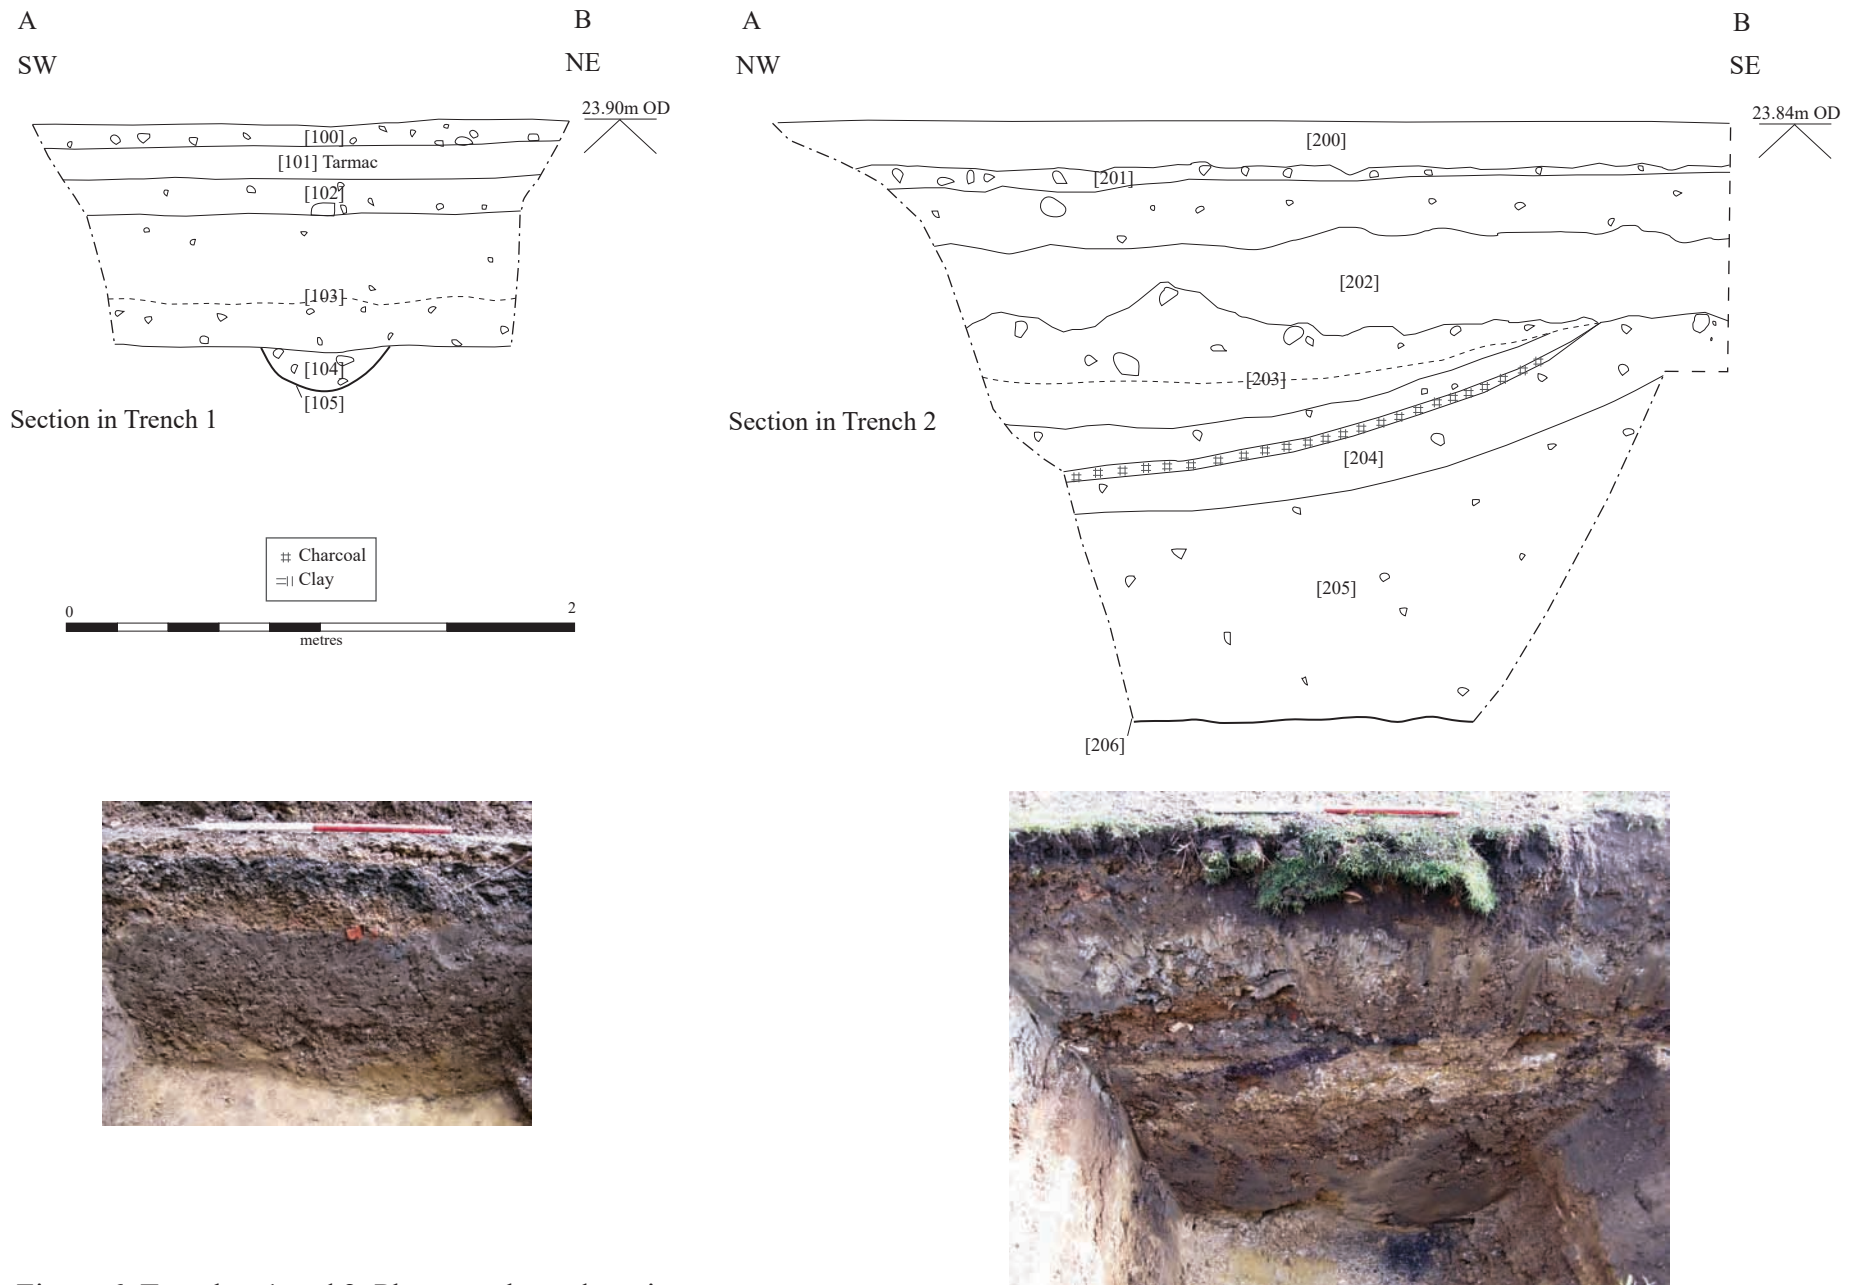 A
B
SW
NE
23.90m OD
[100]
[101] Tarmac
[102]
[103]
[104]
[105]
Section in Trench 1
A
B
NW
SE
23.84m OD
[200]
[201]
[202]
[203]
[204]
[205]
[206]
Section in Trench 2
Charcoal
Clay
0 2
metres